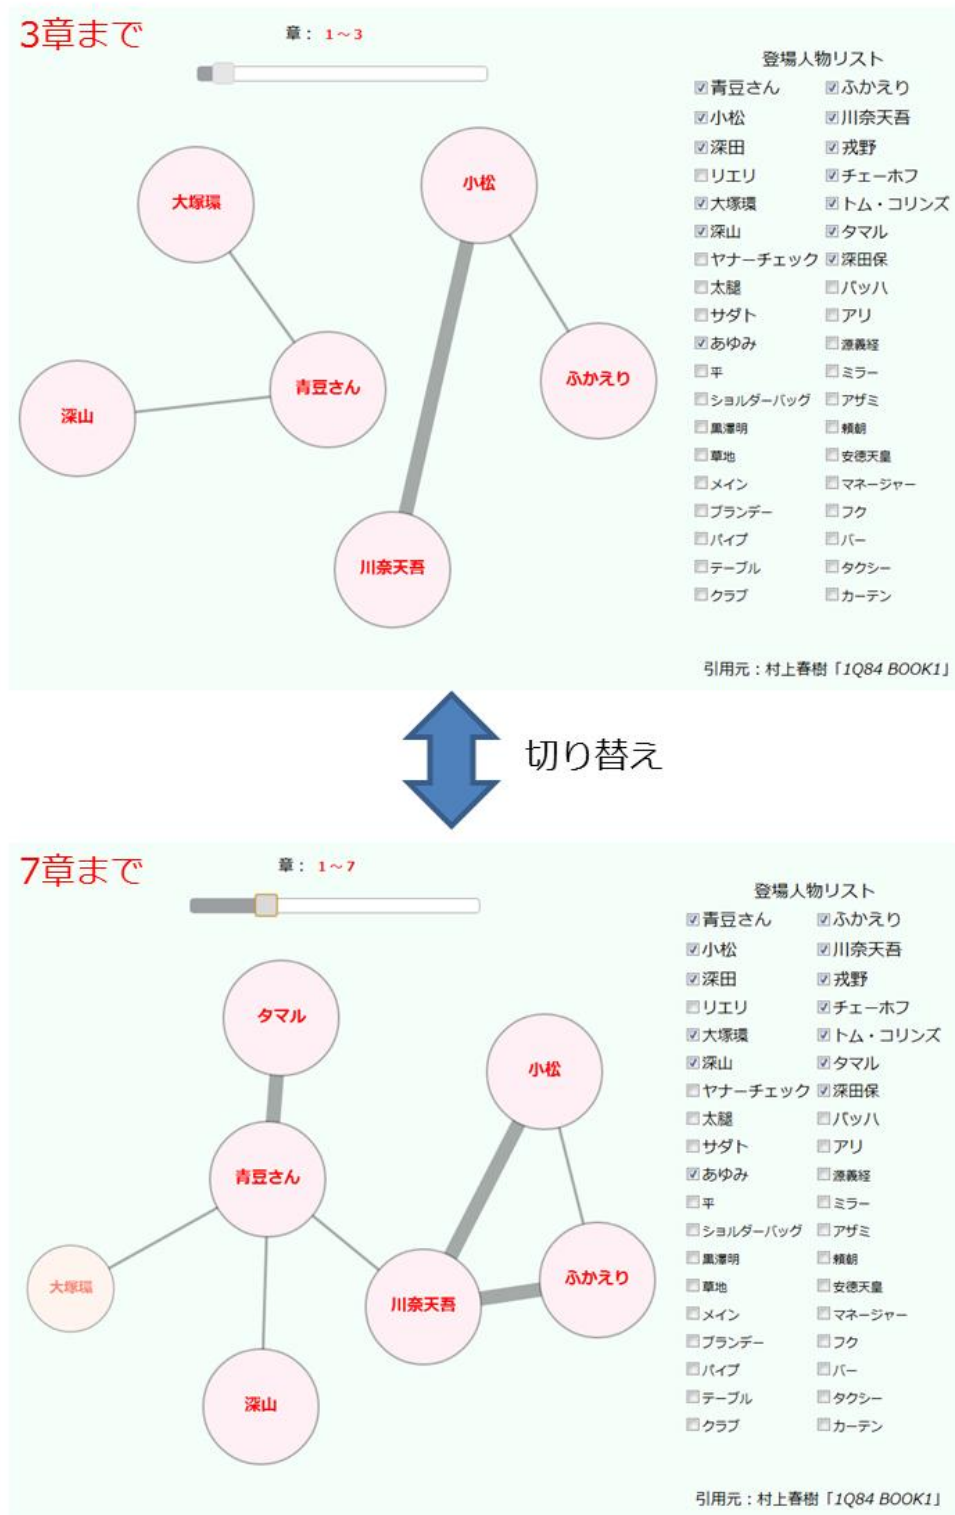 3章まで
章： 1～3
登場人物リスト
青豆さん ふかえり
小松 川奈天吾
深田 戎野
リエリ チェーホフ
大塚環 トム・コリンズ
深山 タマル
ヤナーチェック 深田保
太腿 バッハ
サダト アリ
あゆみ 源義経
平 ミラー
ショルダーバッグ アザミ
黒澤明 頼朝
草地 安徳天皇
メイン マネージャー
ブランデー フク
パイプ バー
テーブル タクシー
クラブ カーテン
大塚環
小松
青豆さん
ふかえり
深山
川奈天吾
引用元：村上春樹「1Q84 BOOK1」
切り替え
7章まで
章： 1～7
登場人物リスト
青豆さん ふかえり
小松 川奈天吾
深田 戎野
リエリ チェーホフ
大塚環 トム・コリンズ
深山 タマル
ヤナーチェック 深田保
太腿 バッハ
サダト アリ
あゆみ 源義経
平 ミラー
ショルダーバッグ アザミ
黒澤明 頼朝
草地 安徳天皇
メイン マネージャー
ブランデー フク
パイプ バー
テーブル タクシー
クラブ カーテン
タマル
小松
青豆さん
大塚環
川奈天吾
ふかえり
深山
引用元：村上春樹「1Q84 BOOK1」